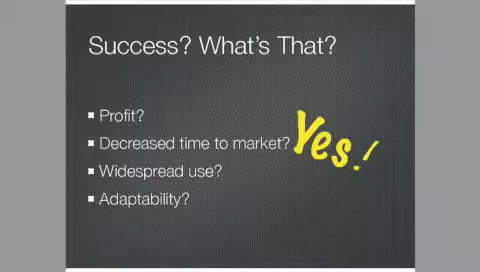 Success? What's That?
Profit?
Decreased time to market?
Widespread use?
Adaptability?
Yes!